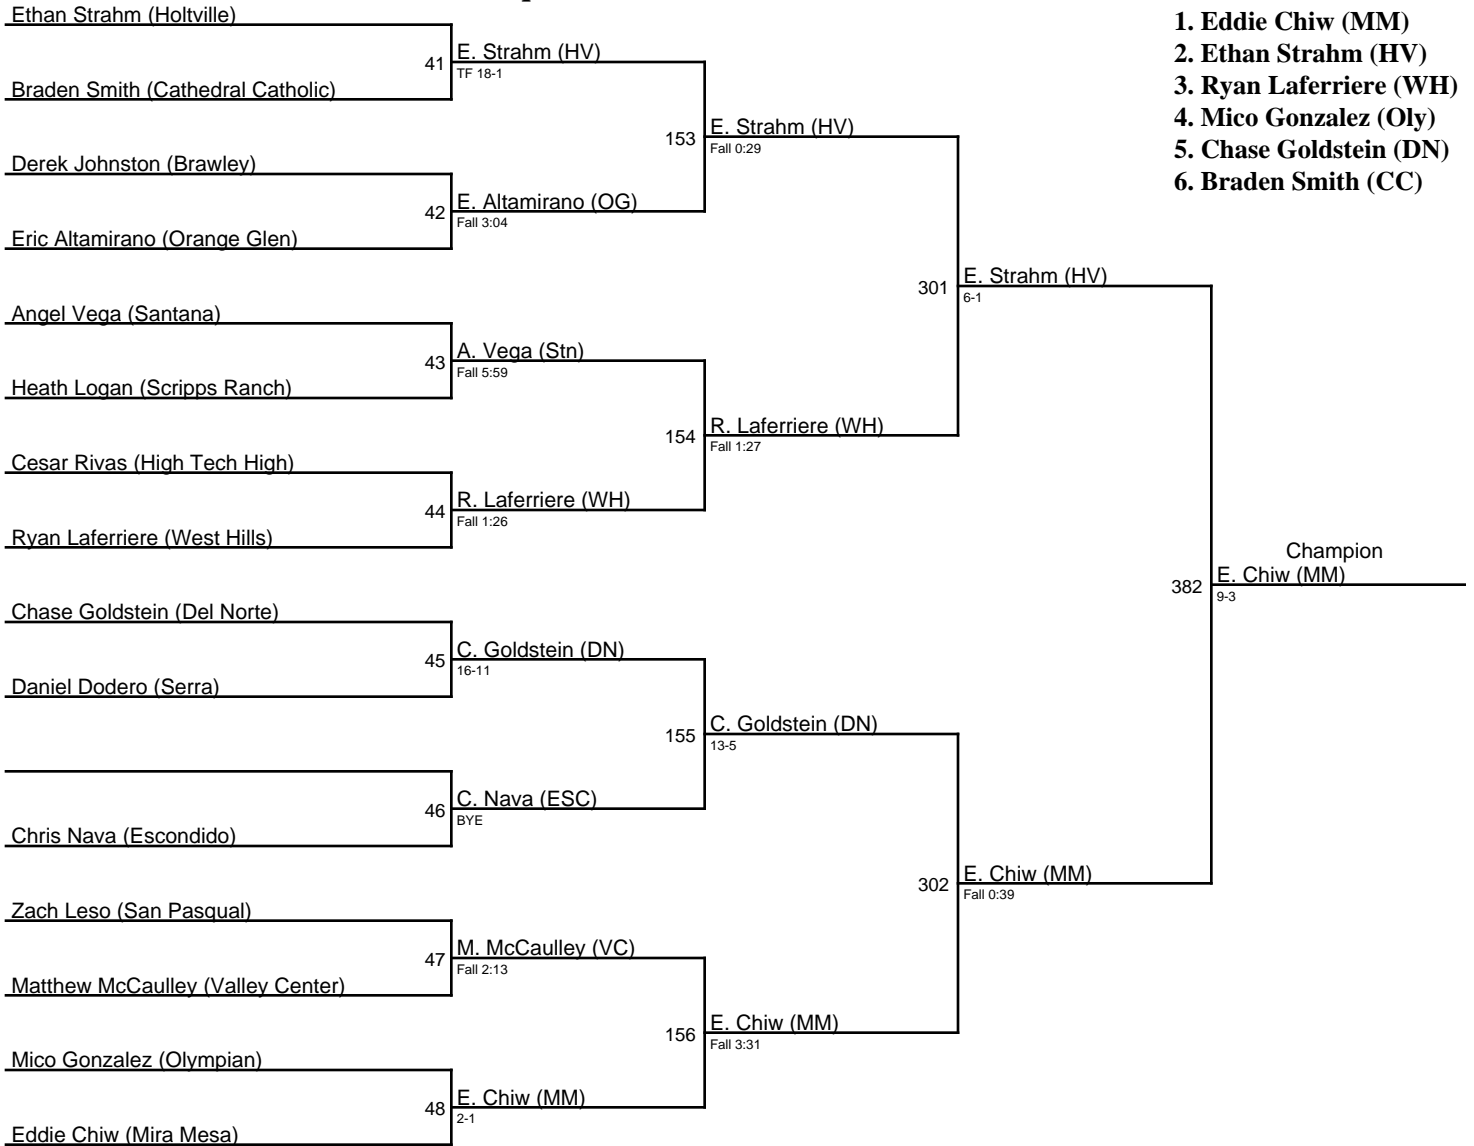 Ethan Strahm (Holtville)
41
E. Strahm (HV)
TF 18-1
Braden Smith (Cathedral Catholic)
153
E. Strahm (HV)
Fall 0:29
Derek Johnston (Brawley)
42
E. Altamirano (OG)
Fall 3:04
Eric Altamirano (Orange Glen)
301
E. Strahm (HV)
6-1
Angel Vega (Santana)
43
A. Vega (Stn)
Fall 5:59
Heath Logan (Scripps Ranch)
154
R. Laferriere (WH)
Fall 1:27
Cesar Rivas (High Tech High)
44
R. Laferriere (WH)
Fall 1:26
Ryan Laferriere (West Hills)
382
Champion
E. Chiw (MM)
9-3
Chase Goldstein (Del Norte)
45
C. Goldstein (DN)
16-11
Daniel Dodero (Serra)
155
C. Goldstein (DN)
13-5
46
C. Nava (ESC)
BYE
Chris Nava (Escondido)
302
E. Chiw (MM)
Fall 0:39
Zach Leso (San Pasqual)
47
M. McCaulley (VC)
Fall 2:13
Matthew McCaulley (Valley Center)
156
E. Chiw (MM)
Fall 3:31
Mico Gonzalez (Olympian)
48
E. Chiw (MM)
2-1
Eddie Chiw (Mira Mesa)
1. Eddie Chiw (MM)
2. Ethan Strahm (HV)
3. Ryan Laferriere (WH)
4. Mico Gonzalez (Oly)
5. Chase Goldstein (DN)
6. Braden Smith (CC)